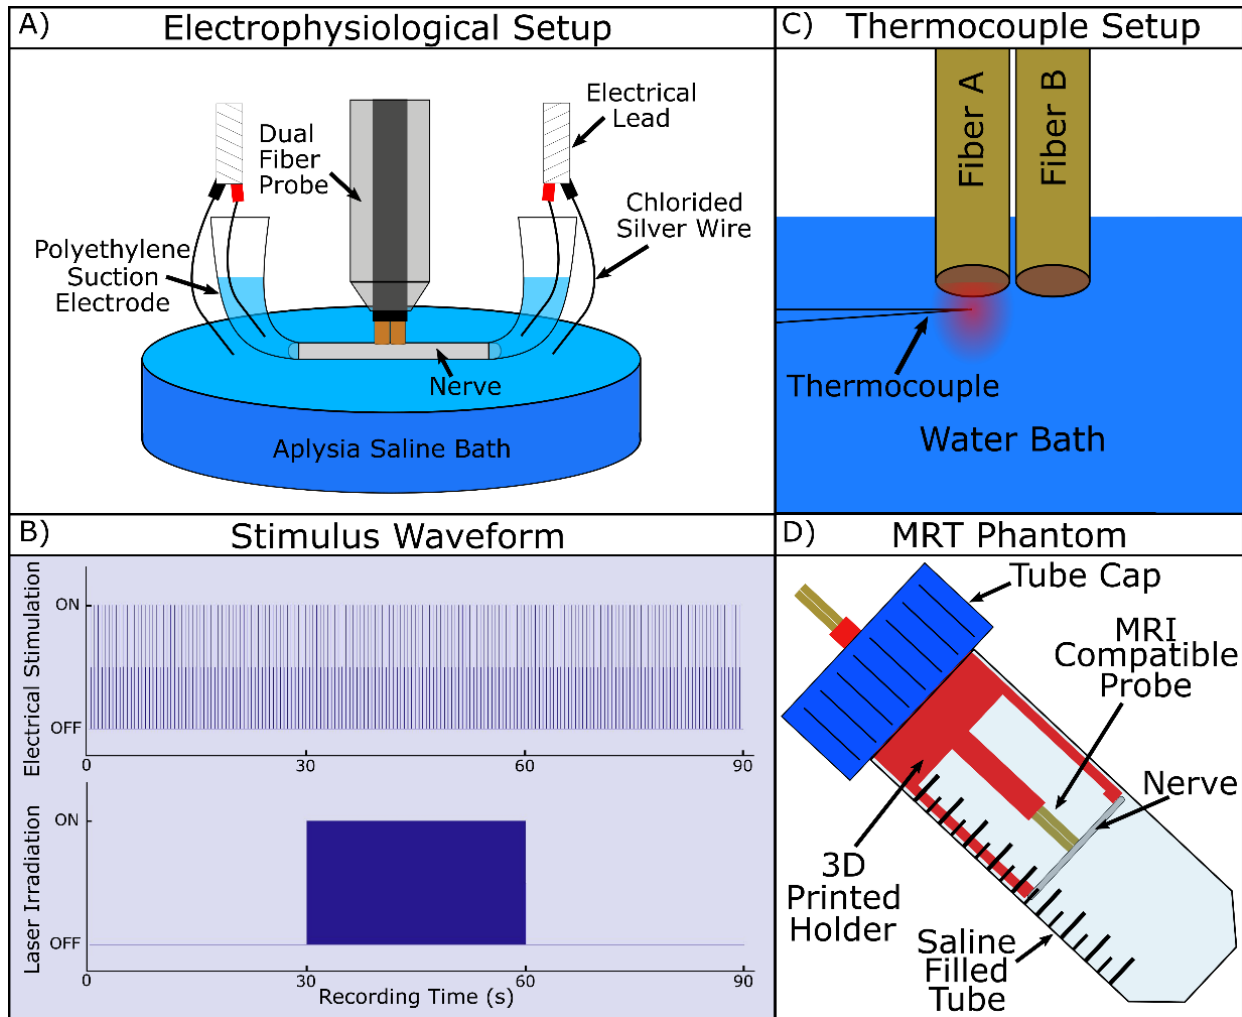 A)
Electrophysiological Setup
Electrical
Lead
Dual
Fiber
Probe
Chlorided
Silver Wire
Polyethylene
Suction
Electrode
Nerve
Aplysia Saline Bath
B)
Stimulus Waveform
Electrical Stimulation
ON
OFF
0
30
60
90
Laser Irradiation
ON
OFF
0
30
60
90
Recording Time (s)
C)
Thermocouple Setup
Fiber A
Fiber B
Thermocouple
Water Bath
D)
MRT Phantom
Tube Cap
MRI
Compatible
Probe
Nerve
3D
Printed
Holder
Saline
Filled
Tube